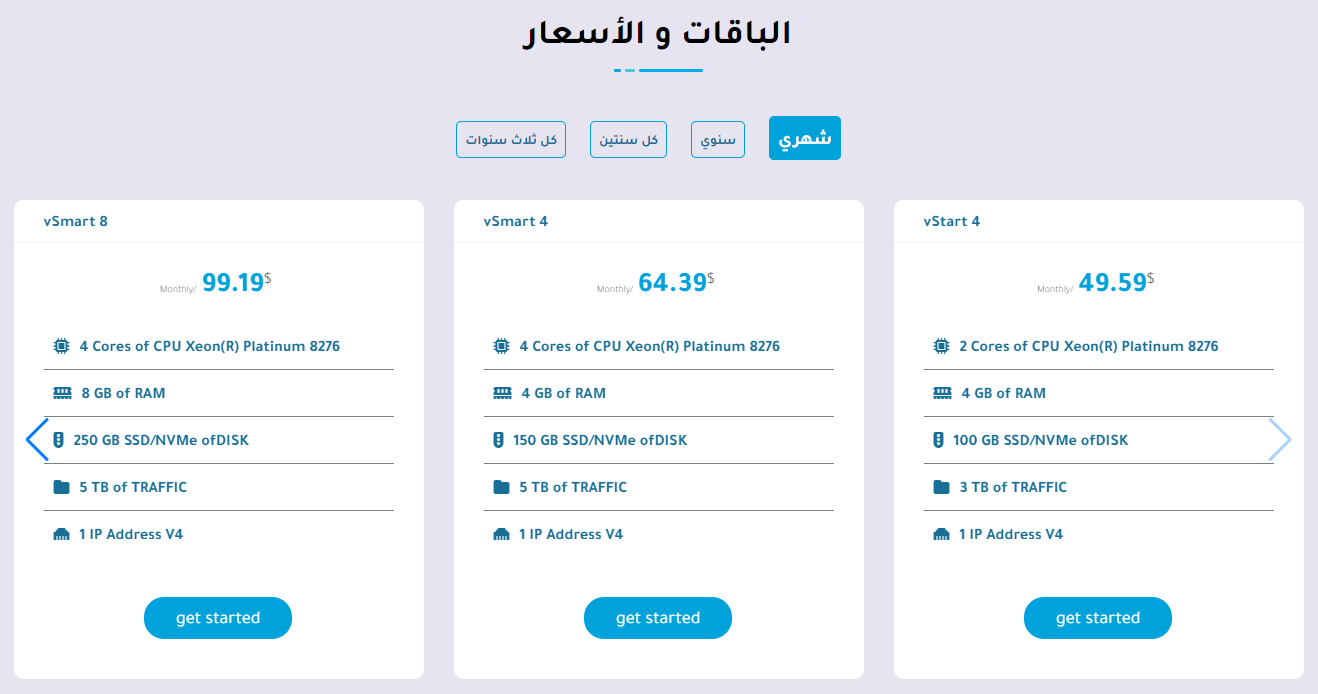 الباقات و الأسعار
شهري
سنوي
كل سنتين
كل ثلاث سنوات
vStart 4
Monthly/ 49.59$
2 Cores of CPU Xeon(R) Platinum 8276
4 GB of RAM
100 GB SSD/NVMe ofDISK
3 TB of TRAFFIC
1 IP Address V4
get started
vSmart 4
Monthly/ 64.39$
4 Cores of CPU Xeon(R) Platinum 8276
4 GB of RAM
150 GB SSD/NVMe ofDISK
5 TB of TRAFFIC
1 IP Address V4
get started
vSmart 8
Monthly/ 99.19$
4 Cores of CPU Xeon(R) Platinum 8276
8 GB of RAM
250 GB SSD/NVMe ofDISK
5 TB of TRAFFIC
1 IP Address V4
get started